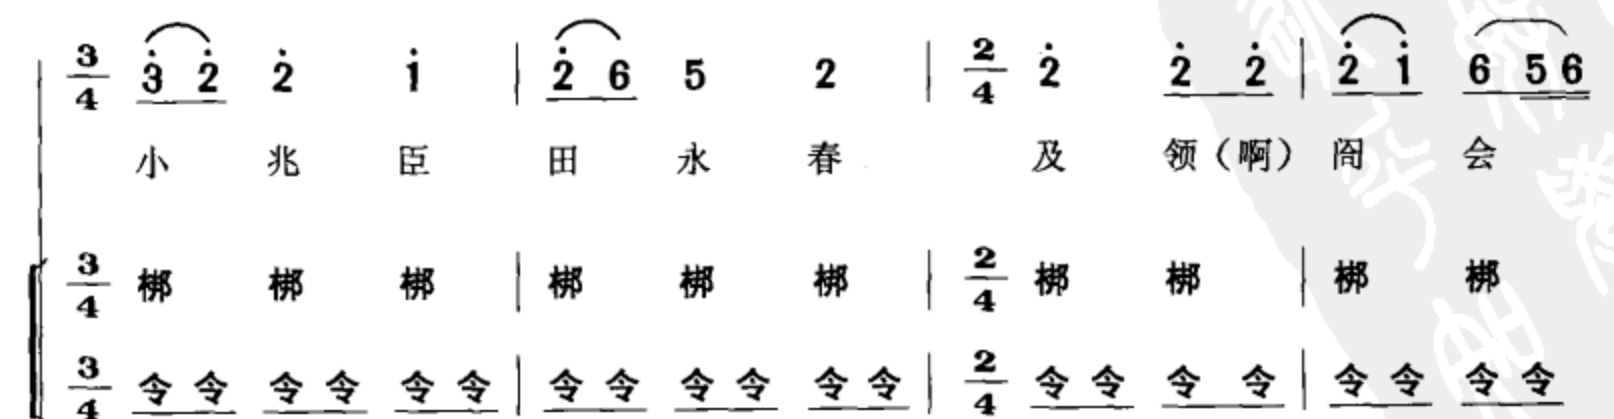 3/4 3̇ 2̇ 2̇ 1̇ | 2̇ 6 5 2 | 2/4 2̇ 2̇ 2̇ | 2̇ 1̇ 6 5 6
小 兆 臣 田 永 春 及 领（啊） 阁 会
3/4 梆 梆 梆 | 梆 梆 梆 | 2/4 梆 梆 | 梆 梆
3/4 令 令 令 令 令 令 | 令 令 令 令 令 令 | 2/4 令 令 令 令 | 令 令 令 令